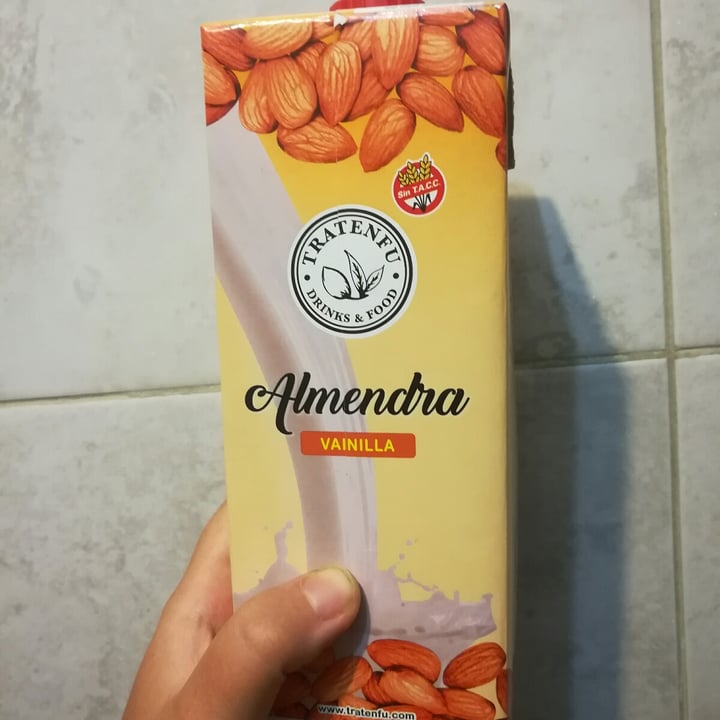 Sin T.A.C.C.
TRATENFU
DRINKS & FOOD
Almendra
VAINILLA
www.tratenfu.com